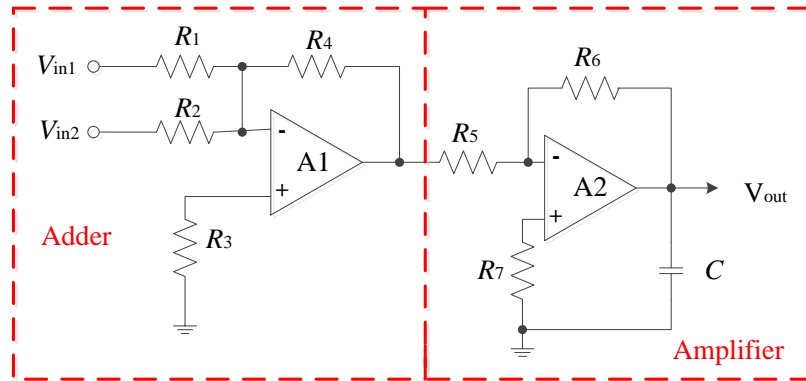 R1
R4
Vin1
R2
Vin2
-
A1
+
R3
Adder
R5
R6
-
A2
+
Vout
R7
C
Amplifier